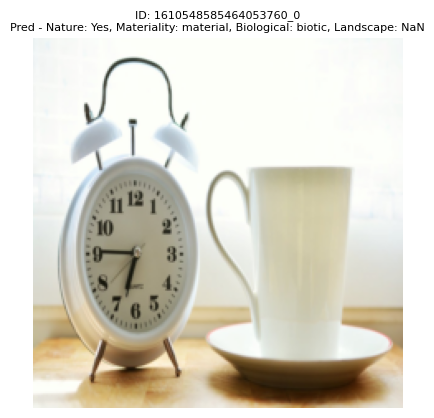 ID: 1610548585464053760_0
Pred - Nature: Yes, Materiality: material, Biological: biotic, Landscape: NaN
12
11 1
10 2
9 3
8 4
7 5
6
QUARTZ